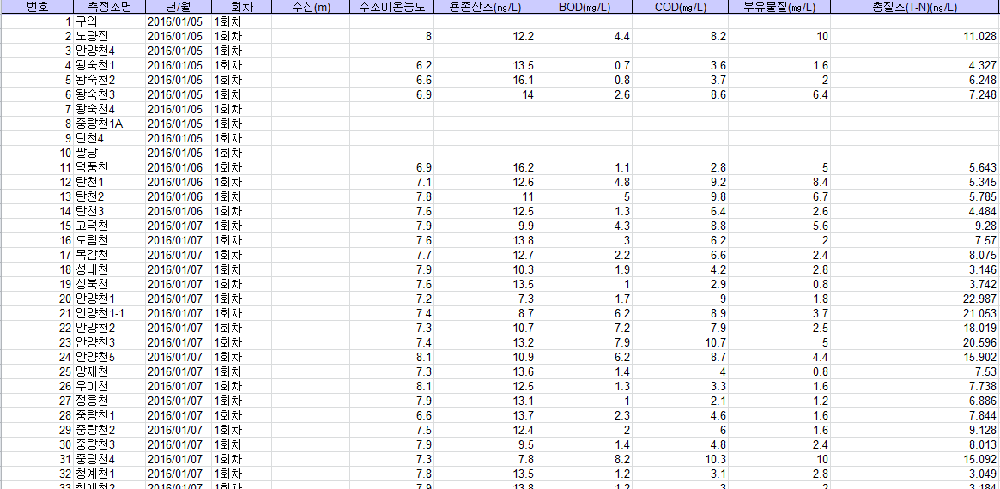 번호 측정소명 년/월 회차 수심(m) 수소이온농도 용존산소(㎎/L) BOD(㎎/L) COD(㎎/L) 부유물질(㎎/L) 총질소(T-N)(㎎/L)
1 구의 2016/01/05 1회차
2 노량진 2016/01/05 1회차 8 12.2 4.4 8.2 10 11.028
3 안양천4 2016/01/05 1회차
4 왕숙천1 2016/01/05 1회차 6.2 13.5 0.7 3.6 1.6 4.327
5 왕숙천2 2016/01/05 1회차 6.6 16.1 0.8 3.7 2 6.248
6 왕숙천3 2016/01/05 1회차 6.9 14 2.6 8.6 6.4 7.248
7 왕숙천4 2016/01/05 1회차
8 중랑천1A 2016/01/05 1회차
9 탄천4 2016/01/05 1회차
10 팔당 2016/01/05 1회차
11 덕풍천 2016/01/06 1회차 6.9 16.2 1.1 2.8 5 5.643
12 탄천1 2016/01/06 1회차 7.1 12.6 4.8 9.2 8.4 5.345
13 탄천2 2016/01/06 1회차 7.8 11 5 9.8 6.7 5.785
14 탄천3 2016/01/06 1회차 7.6 12.5 1.3 6.4 2.6 4.484
15 고덕천 2016/01/07 1회차 7.9 9.9 4.3 8.8 5.6 9.28
16 도림천 2016/01/07 1회차 7.6 13.8 3 6.2 2 7.57
17 목감천 2016/01/07 1회차 7.7 12.7 2.2 6.6 2.4 8.075
18 성내천 2016/01/07 1회차 7.9 10.3 1.9 4.2 2.8 3.146
19 성북천 2016/01/07 1회차 7.6 13.5 1 2.9 0.8 3.742
20 안양천1 2016/01/07 1회차 7.2 7.3 1.7 9 1.8 22.987
21 안양천1-1 2016/01/07 1회차 7.4 8.7 6.2 8.9 3.7 21.053
22 안양천2 2016/01/07 1회차 7.3 10.7 7.2 7.9 2.5 18.019
23 안양천3 2016/01/07 1회차 7.4 13.2 7.9 10.7 5 20.596
24 안양천5 2016/01/07 1회차 8.1 10.9 6.2 8.7 4.4 15.902
25 양재천 2016/01/07 1회차 7.3 13.6 1.4 4 0.8 7.53
26 우이천 2016/01/07 1회차 8.1 12.5 1.3 3.3 1.6 7.738
27 정릉천 2016/01/07 1회차 7.9 13.1 1 2.1 1.2 6.886
28 중랑천1 2016/01/07 1회차 6.6 13.7 2.3 4.6 1.6 7.844
29 중랑천2 2016/01/07 1회차 7.5 12.4 2 6 1.6 9.128
30 중랑천3 2016/01/07 1회차 7.9 9.5 1.4 4.8 2.4 8.013
31 중랑천4 2016/01/07 1회차 7.3 7.8 8.2 10.3 10 15.092
32 청계천1 2016/01/07 1회차 7.8 13.5 1.2 3.1 2.8 3.049
33 청계천2 2016/01/07 1회차 7.9 13.8 1.2 3 2 3.184